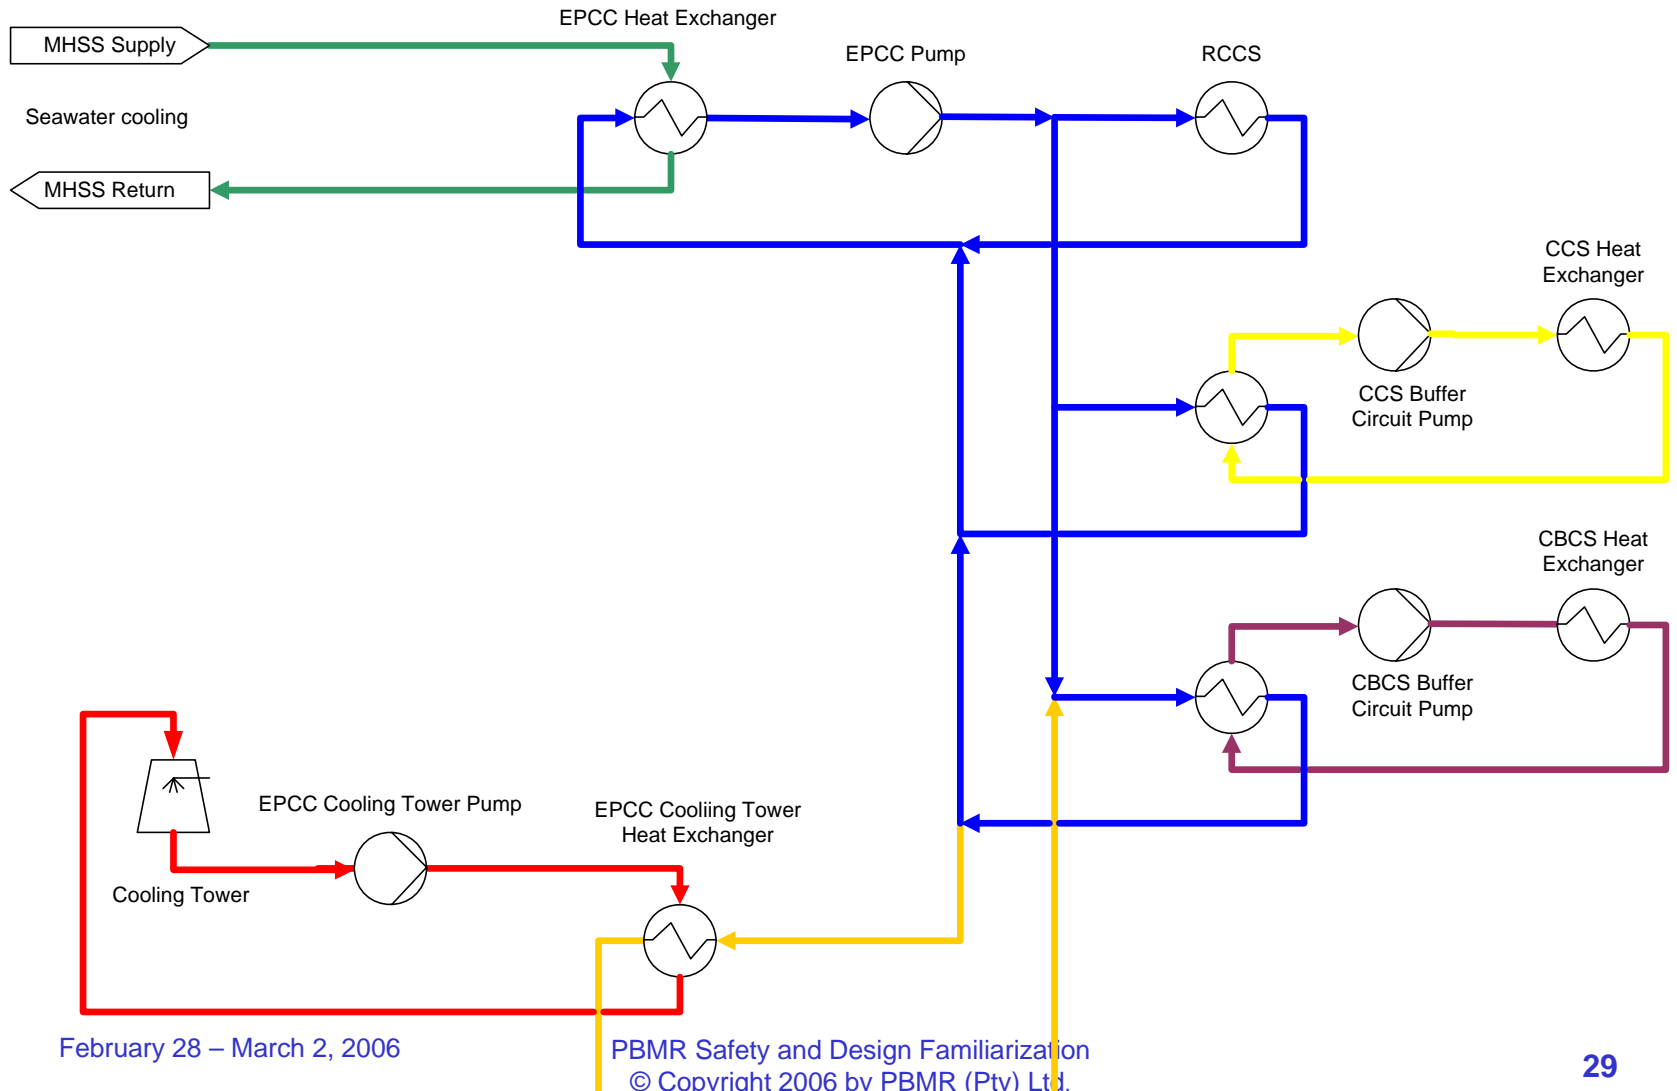 EPCC Heat Exchanger
MHSS Supply
EPCC Pump
RCCS
Seawater cooling
MHSS Return
CCS Heat
Exchanger
CCS Buffer
Circuit Pump
CBCS Heat
Exchanger
CBCS Buffer
Circuit Pump
EPCC Cooling Tower Pump
EPCC Cooliing Tower
Heat Exchanger
Cooling Tower
February 28 – March 2, 2006
PBMR Safety and Design Familiarization
© Copyright 2006 by PBMR (Pty) Ltd.
29